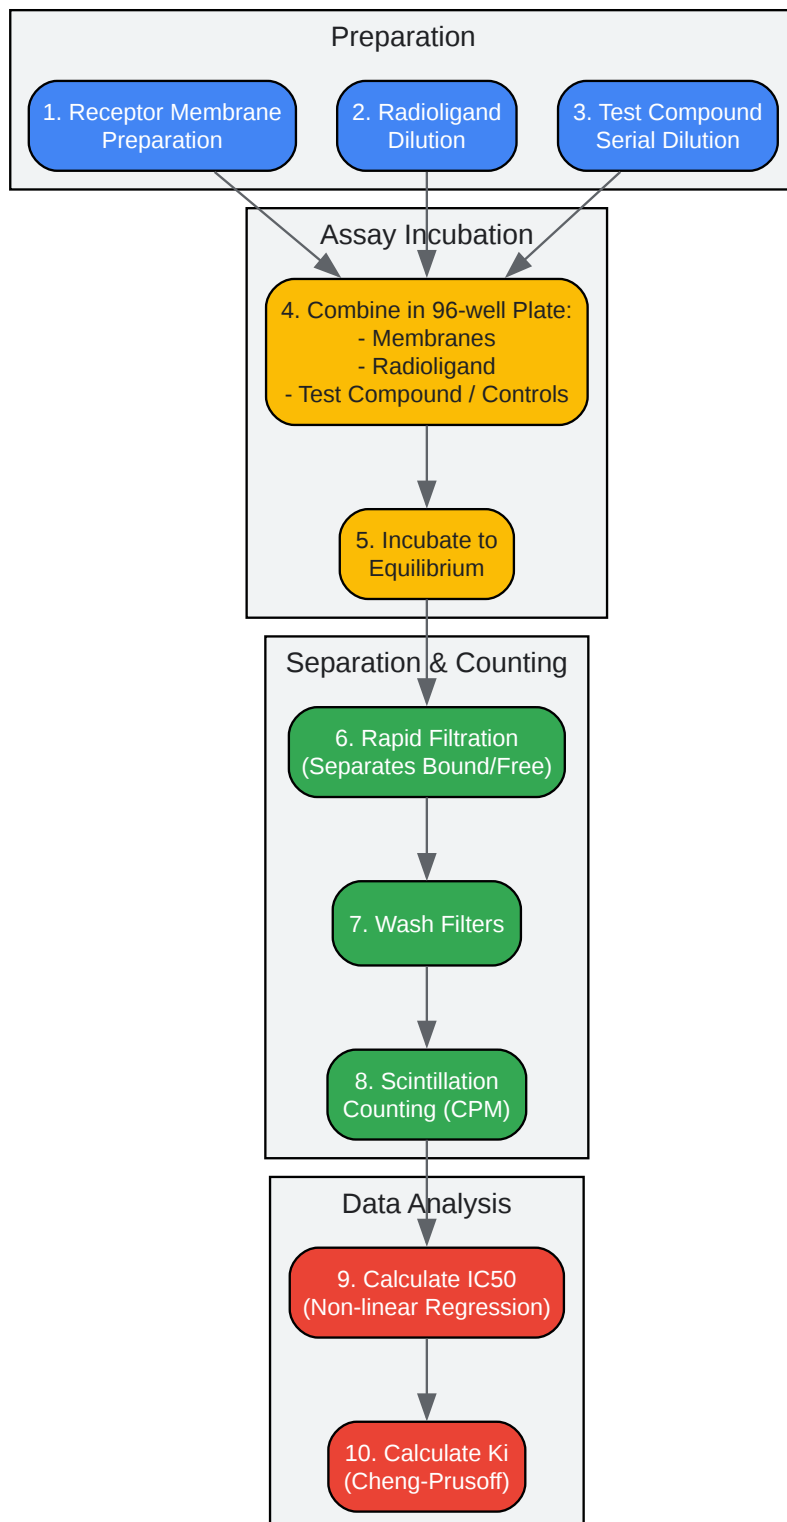 Preparation
1. Receptor Membrane
Preparation
2. Radioligand
Dilution
3. Test Compound
Serial Dilution
Assay Incubation
4. Combine in 96-well Plate:
- Membranes
- Radioligand
- Test Compound / Controls
5. Incubate to
Equilibrium
Separation & Counting
6. Rapid Filtration
(Separates Bound/Free)
7. Wash Filters
8. Scintillation
Counting (CPM)
Data Analysis
9. Calculate IC50
(Non-linear Regression)
10. Calculate Ki
(Cheng-Prusoff)